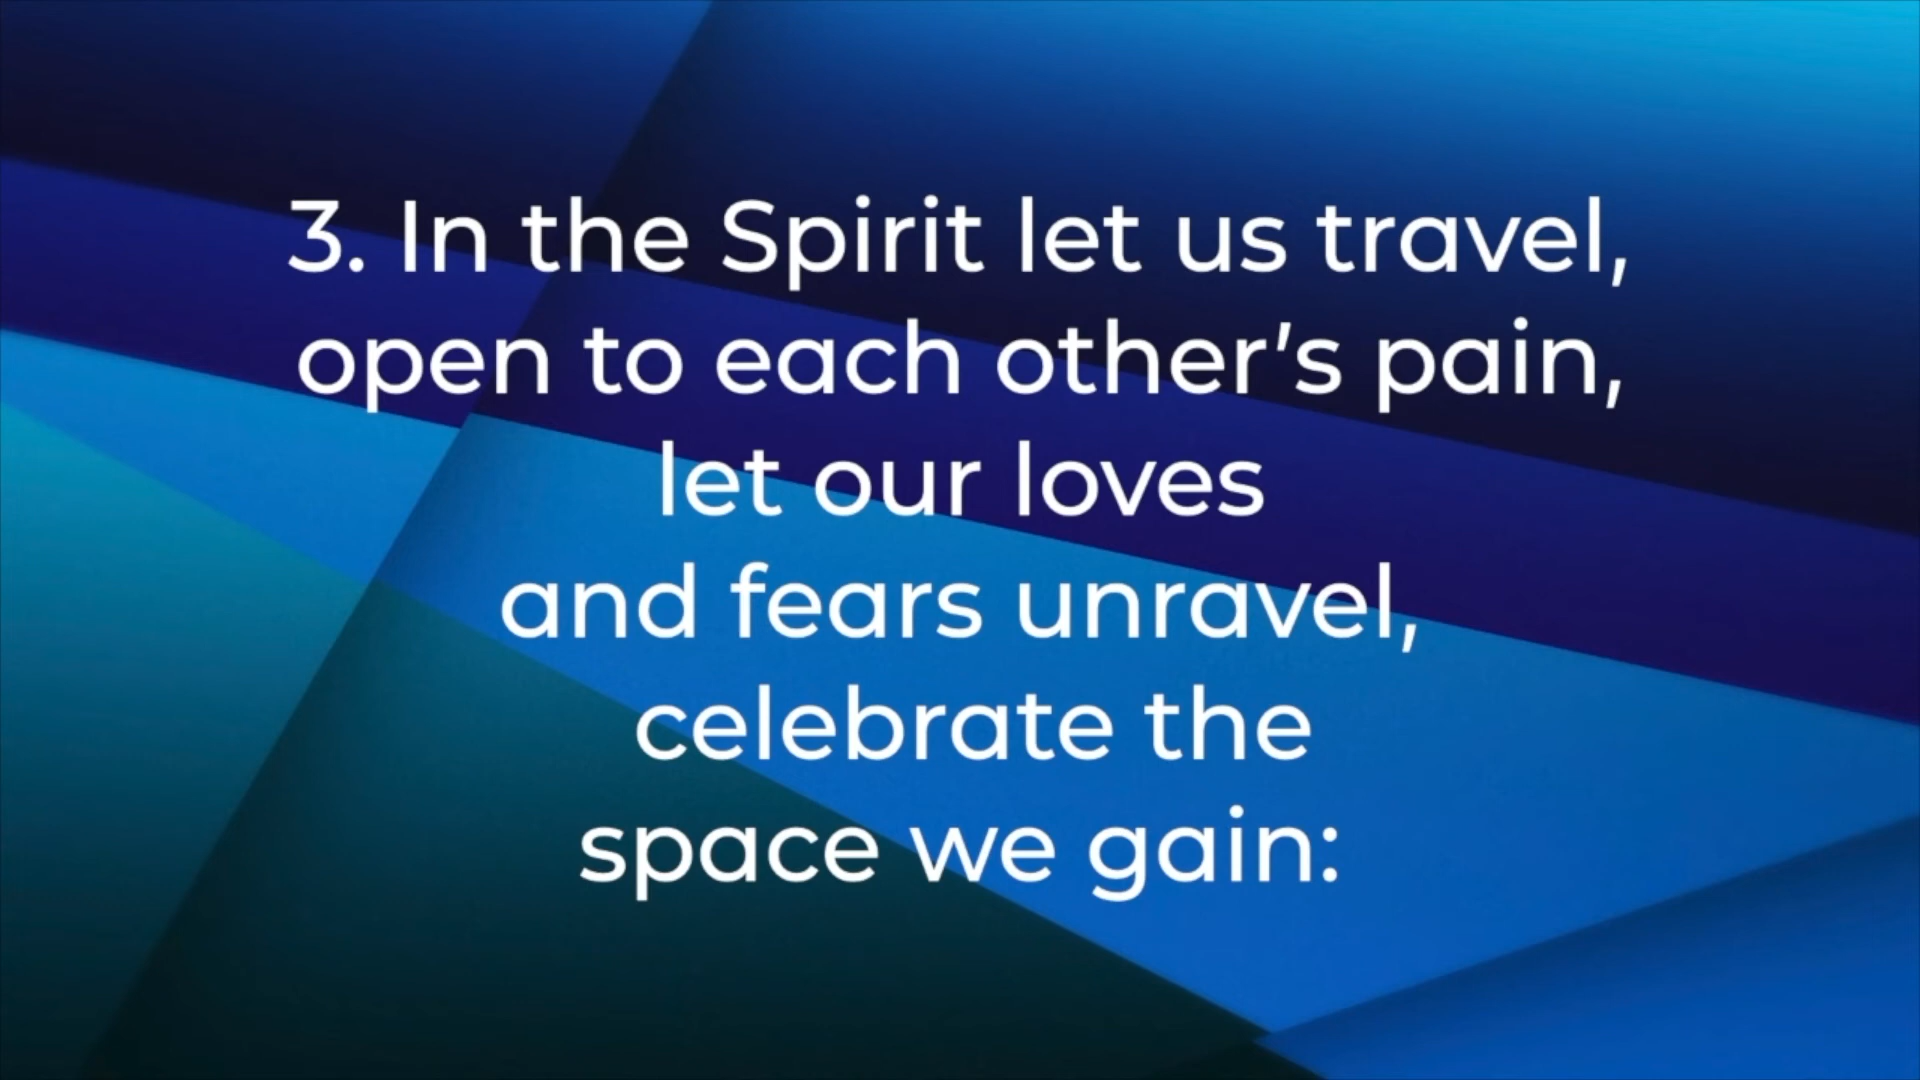 3. In the Spirit let us travel,
open to each other’s pain,
let our loves
and fears unravel,
celebrate the
space we gain: